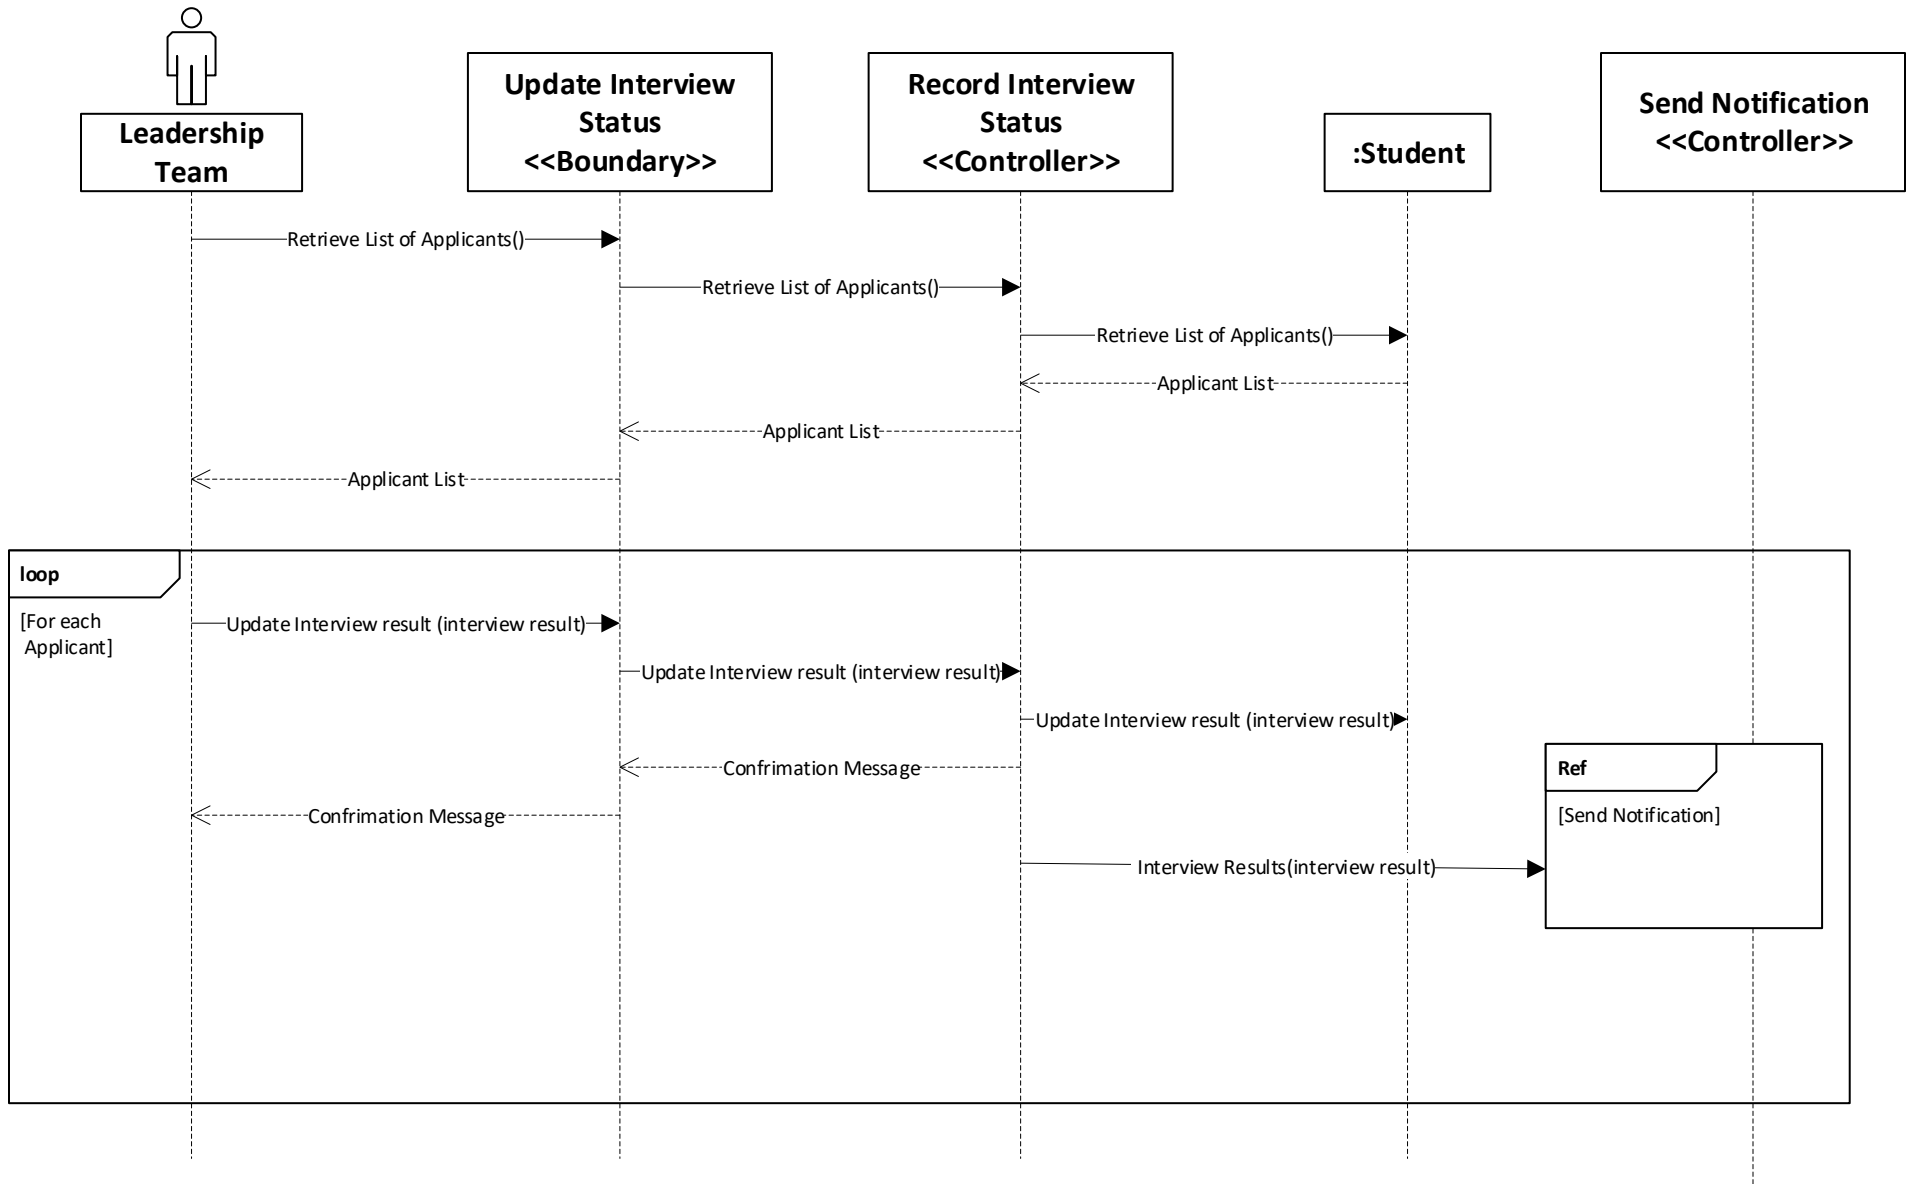 Leadership
Team
Update Interview
Status
<<Boundary>>
Record Interview
Status
<<Controller>>
:Student
Send Notification
<<Controller>>
Retrieve List of Applicants()
Retrieve List of Applicants()
Retrieve List of Applicants()
Applicant List
Applicant List
Applicant List
loop
[For each
Applicant]
Update Interview result (interview result)
Update Interview result (interview result)
Update Interview result (interview result)
Confrimation Message
Confrimation Message
Ref
[Send Notification]
Interview Results(interview result)